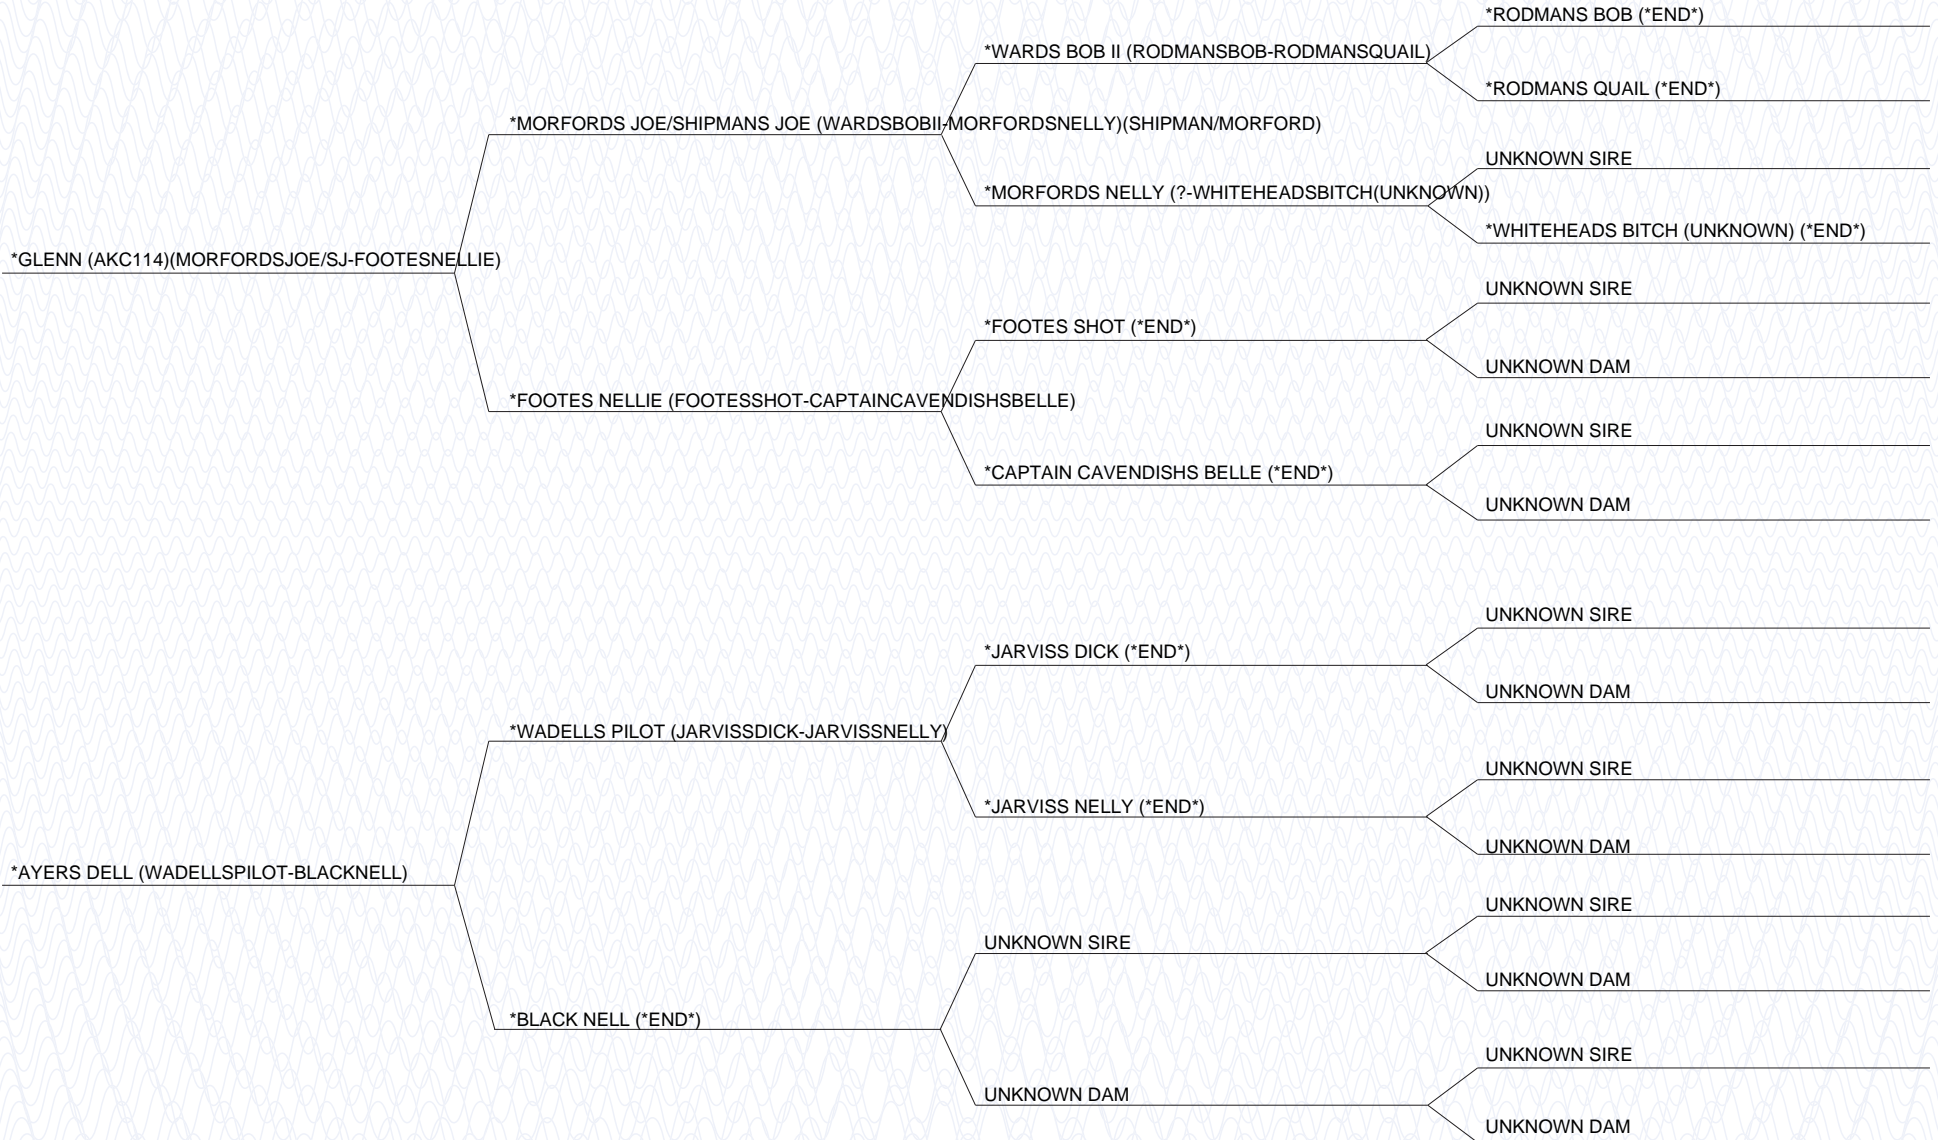 *RODMANS BOB (*END*)
*WARDS BOB II (RODMANSBOB-RODMANSQUAIL)
*RODMANS QUAIL (*END*)
*MORFORDS JOE/SHIPMANS JOE (WARDSBOBII-MORFORDSNELLY)(SHIPMAN/MORFORD)
UNKNOWN SIRE
*MORFORDS NELLY (?-WHITEHEADSBITCH(UNKNOWN))
*WHITEHEADS BITCH (UNKNOWN) (*END*)
*GLENN (AKC114)(MORFORDSJOE/SJ-FOOTESNELLIE)
UNKNOWN SIRE
*FOOTES SHOT (*END*)
UNKNOWN DAM
*FOOTES NELLIE (FOOTESSHOT-CAPTAINCAVENDISHSBELLE)
UNKNOWN SIRE
*CAPTAIN CAVENDISHS BELLE (*END*)
UNKNOWN DAM
UNKNOWN SIRE
*JARVISS DICK (*END*)
UNKNOWN DAM
*WADELLS PILOT (JARVISSDICK-JARVISSNELLY)
UNKNOWN SIRE
*JARVISS NELLY (*END*)
UNKNOWN DAM
*AYERS DELL (WADELLSPILOT-BLACKNELL)
UNKNOWN SIRE
UNKNOWN SIRE
UNKNOWN DAM
*BLACK NELL (*END*)
UNKNOWN SIRE
UNKNOWN DAM
UNKNOWN DAM